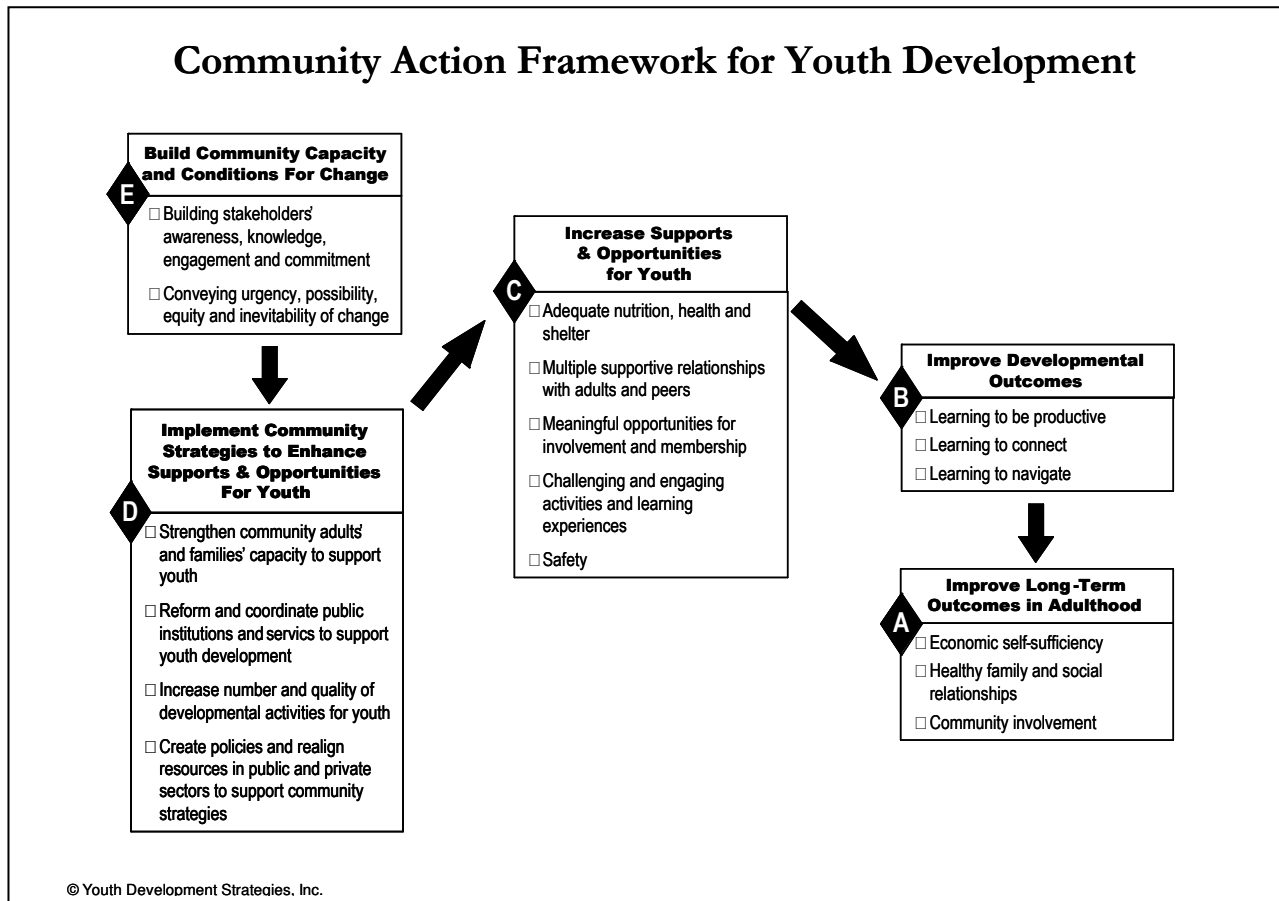 Community Action Framework for Youth Development
Build Community Capacity
and Conditions For Change
E
Building stakeholders'
awareness, knowledge,
engagement and commitment
Conveying urgency, possibility,
equity and inevitability of change
Implement Community
Strategies to Enhance
Supports & Opportunities
For Youth
D
Strengthen community adults'
and families' capacity to support
youth
Reform and coordinate public
institutions and servics to support
youth development
Increase number and quality of
developmental activities for youth
Create policies and realign
resources in public and private
sectors to support community
strategies
Increase Supports
& Opportunities
for Youth
C
Adequate nutrition, health and
shelter
Multiple supportive relationships
with adults and peers
Meaningful opportunities for
involvement and membership
Challenging and engaging
activities and learning
experiences
Safety
Improve Developmental
Outcomes
B
Learning to be productive
Learning to connect
Learning to navigate
Improve Long-Term
Outcomes in Adulthood
A
Economic self-sufficiency
Healthy family and social
relationships
Community involvement
© Youth Development Strategies, Inc.